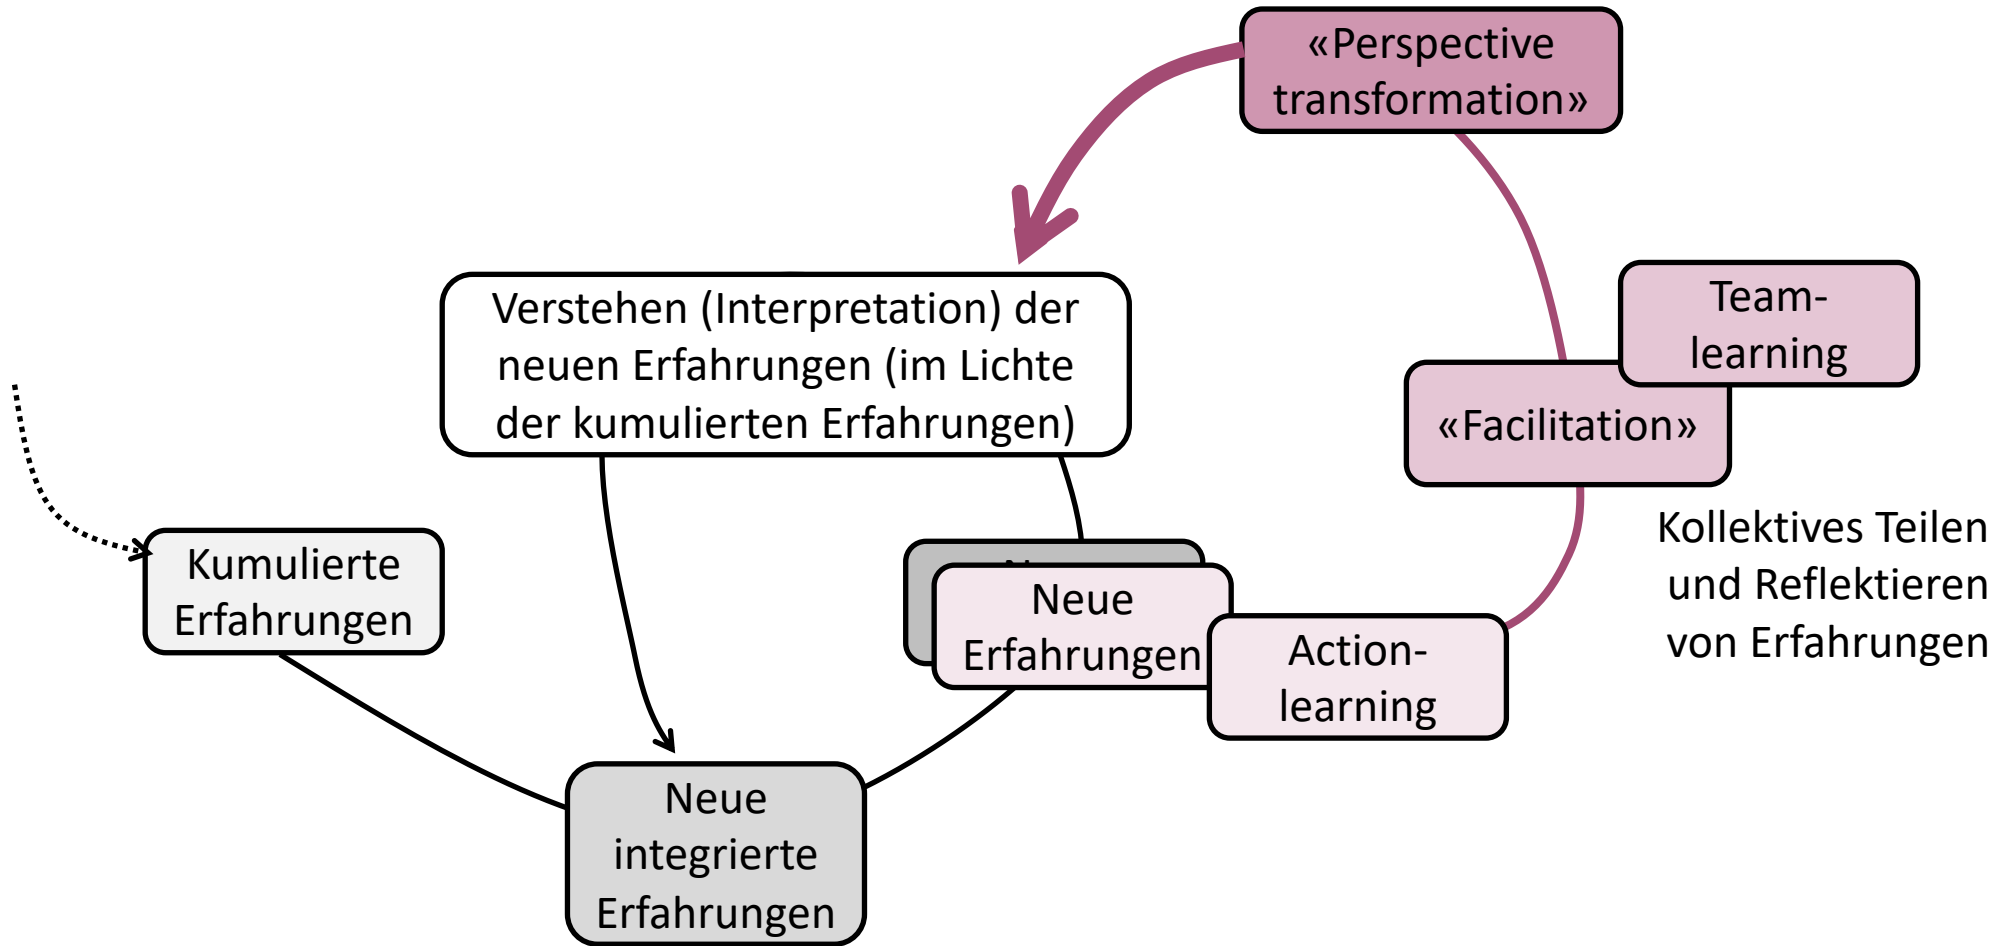 «Perspective
transformation»
Team-
learning
Verstehen (Interpretation) der
neuen Erfahrungen (im Lichte
der kumulierten Erfahrungen)
«Facilitation»
Kollektives Teilen
und Reflektieren
von Erfahrungen
Kumulierte
Erfahrungen
Neue
Erfahrungen
Action-
learning
Neue
integrierte
Erfahrungen